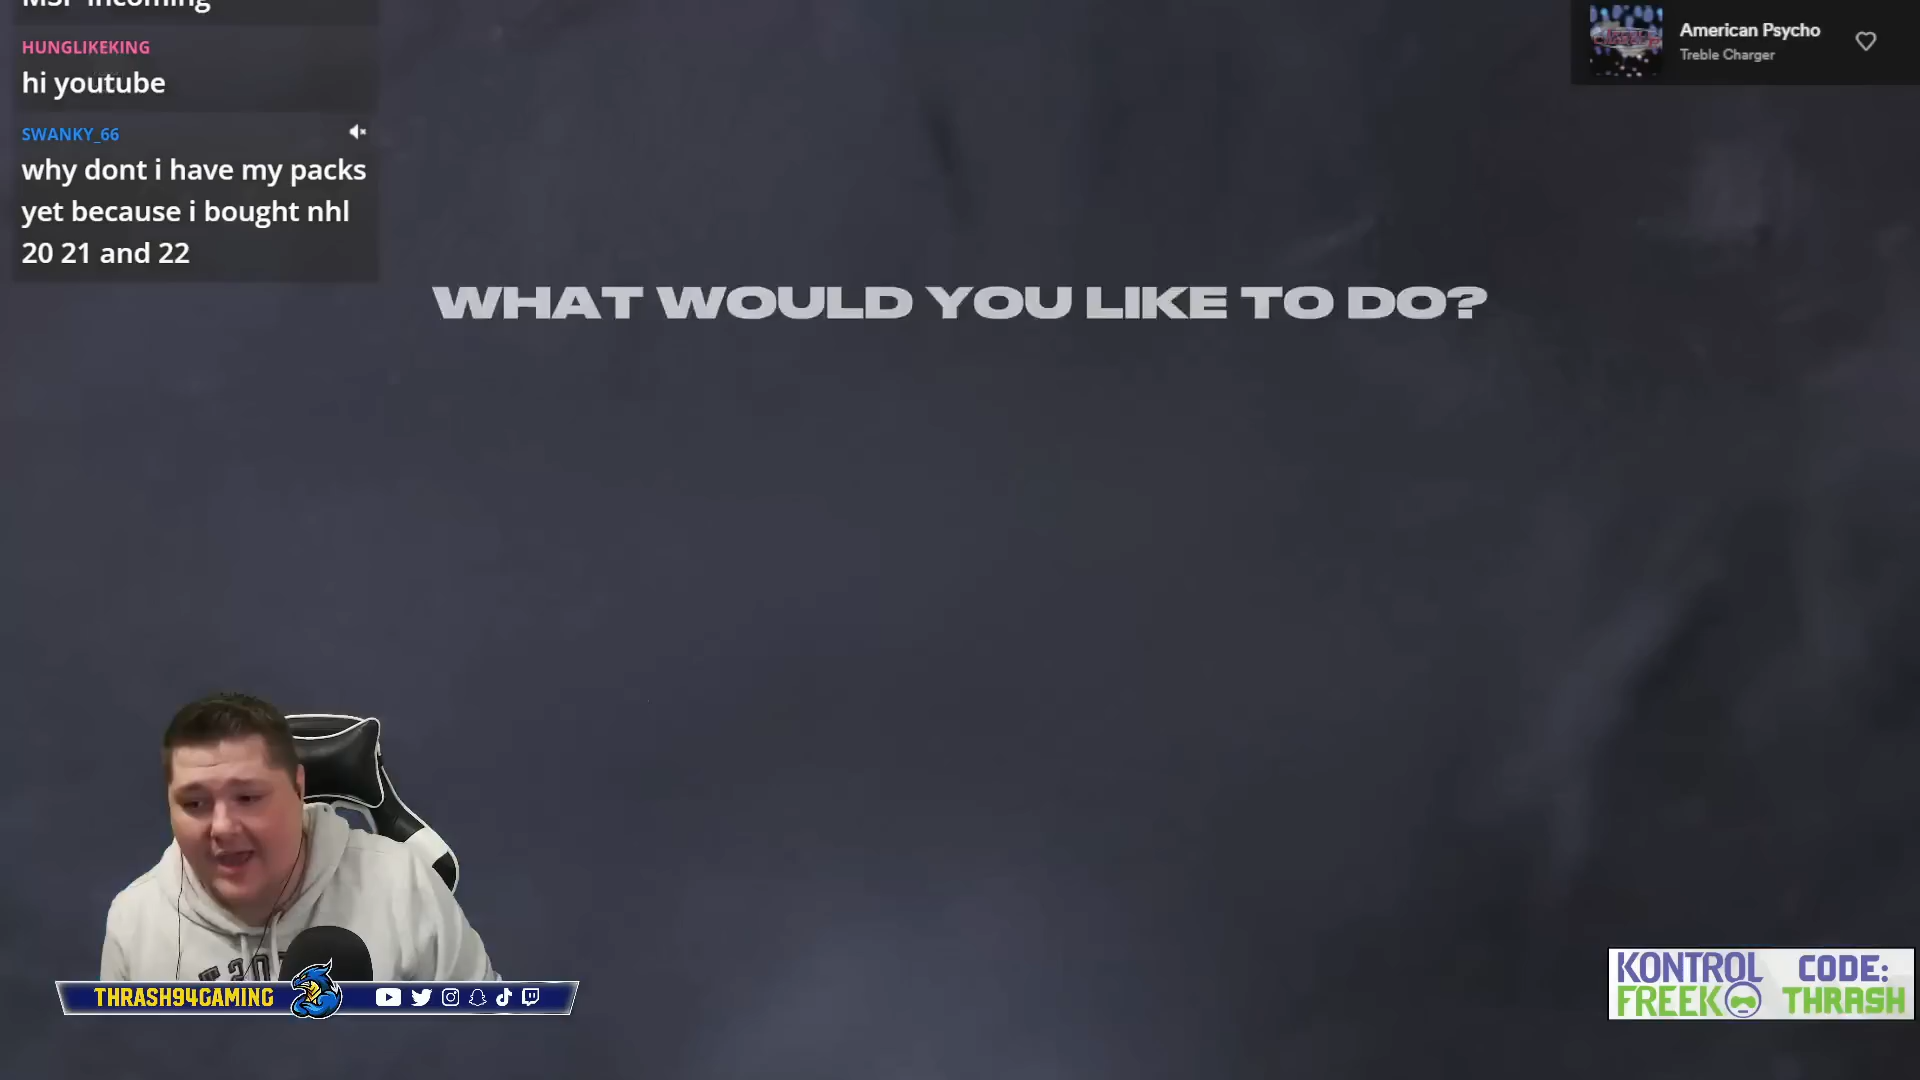 HUNGLIKEKING
hi youtube
SWANKY_66
why dont i have my packs
yet because i bought nhl
20 21 and 22
American Psycho
Treble Charger
WHAT WOULD YOU LIKE TO DO?
THRASH94GAMING
KONTROL
FREEK
CODE:
THRASH